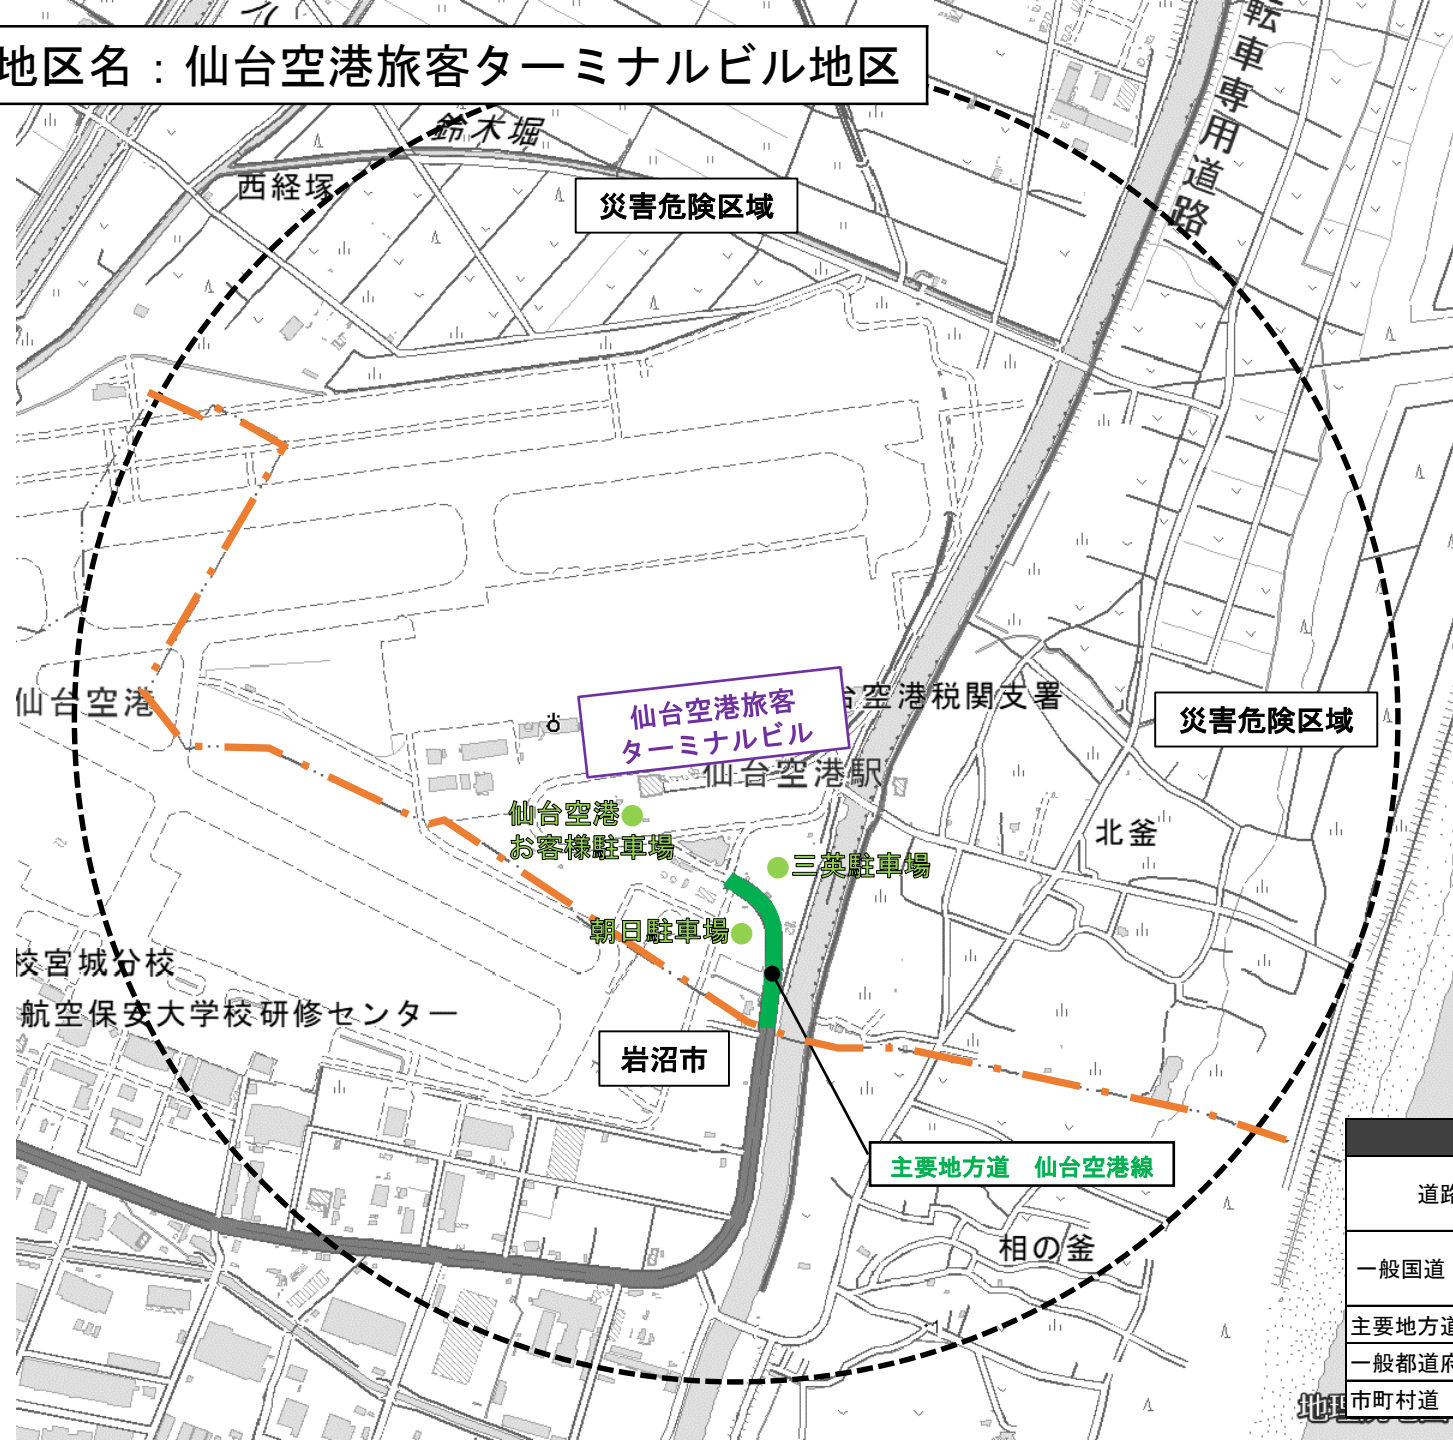 地区名：仙台空港旅客ターミナルビル地区
転車専用道路
鈴木堀
西経塚
災害危険区域
仙台空港
仙台空港旅客
ターミナルビル
台空港税関支署
災害危険区域
仙台空港駅
仙台空港
お客様駐車場
三英駐車場
北釜
朝日駐車場
校宮城分校
航空保安大学校研修センター
岩沼市
主要地方道　仙台空港線
相の釜
道路
一般国道
主要地方道
一般都道府
市町村道